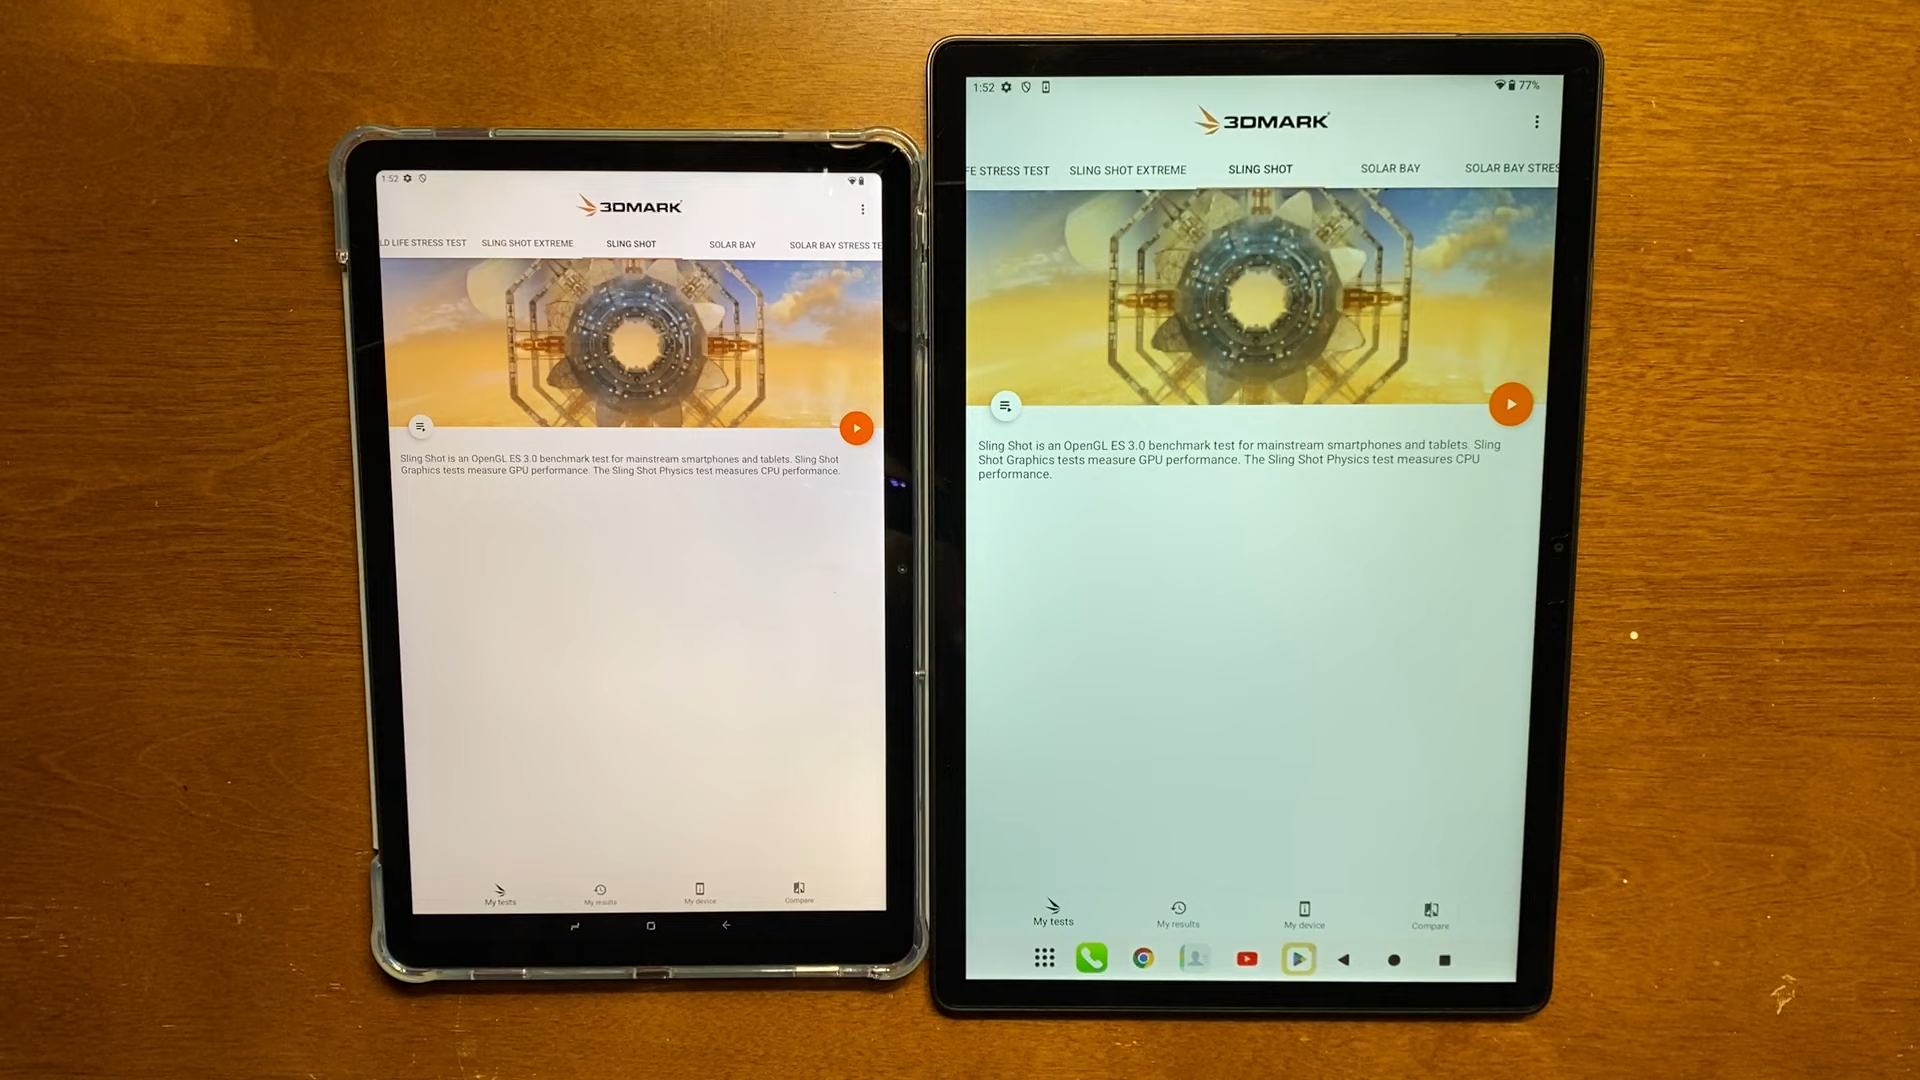 1:52
3DMARK
LD LIFE STRESS TEST SLING SHOT EXTREME SLING SHOT SOLAR BAY SOLAR BAY STRESS TE
Sling Shot is an OpenGL ES 3.0 benchmark test for mainstream smartphones and tablets. Sling
Shot Graphics tests measure GPU performance. The Sling Shot Physics test measures CPU performance.
My tests My results My device Compare
1:52 77%
3DMARK
FE STRESS TEST SLING SHOT EXTREME SLING SHOT SOLAR BAY SOLAR BAY STRES
Sling Shot is an OpenGL ES 3.0 benchmark test for mainstream smartphones and tablets. Sling
Shot Graphics tests measure GPU performance. The Sling Shot Physics test measures CPU
performance.
My tests My results My device Compare